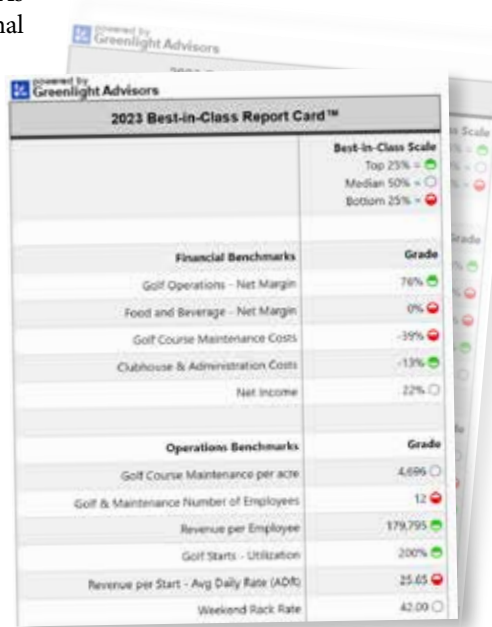 nal
powered by
Greenlight Advisors
powered by
Greenlight Advisors
2023 Best-in-Class Report Card™
Best-in-Class Scale
Top 25% =
Median 50% =
Bottom 25% =
Financial Benchmarks Grade
Golf Operations - Net Margin 76%
Food and Beverage - Net Margin 0%
Golf Course Maintenance Costs -39%
Clubhouse & Administration Costs -13%
Net Income 22%
Operations Benchmarks Grade
Golf Course Maintenance per acre 4,696
Golf & Maintenance Number of Employees 12
Revenue per Employee 179,795
Golf Starts - Utilization 200%
Revenue per Start - Avg Daily Rate (ADR) 25.65
Weekend Rack Rate 42.00
Scale
Grade